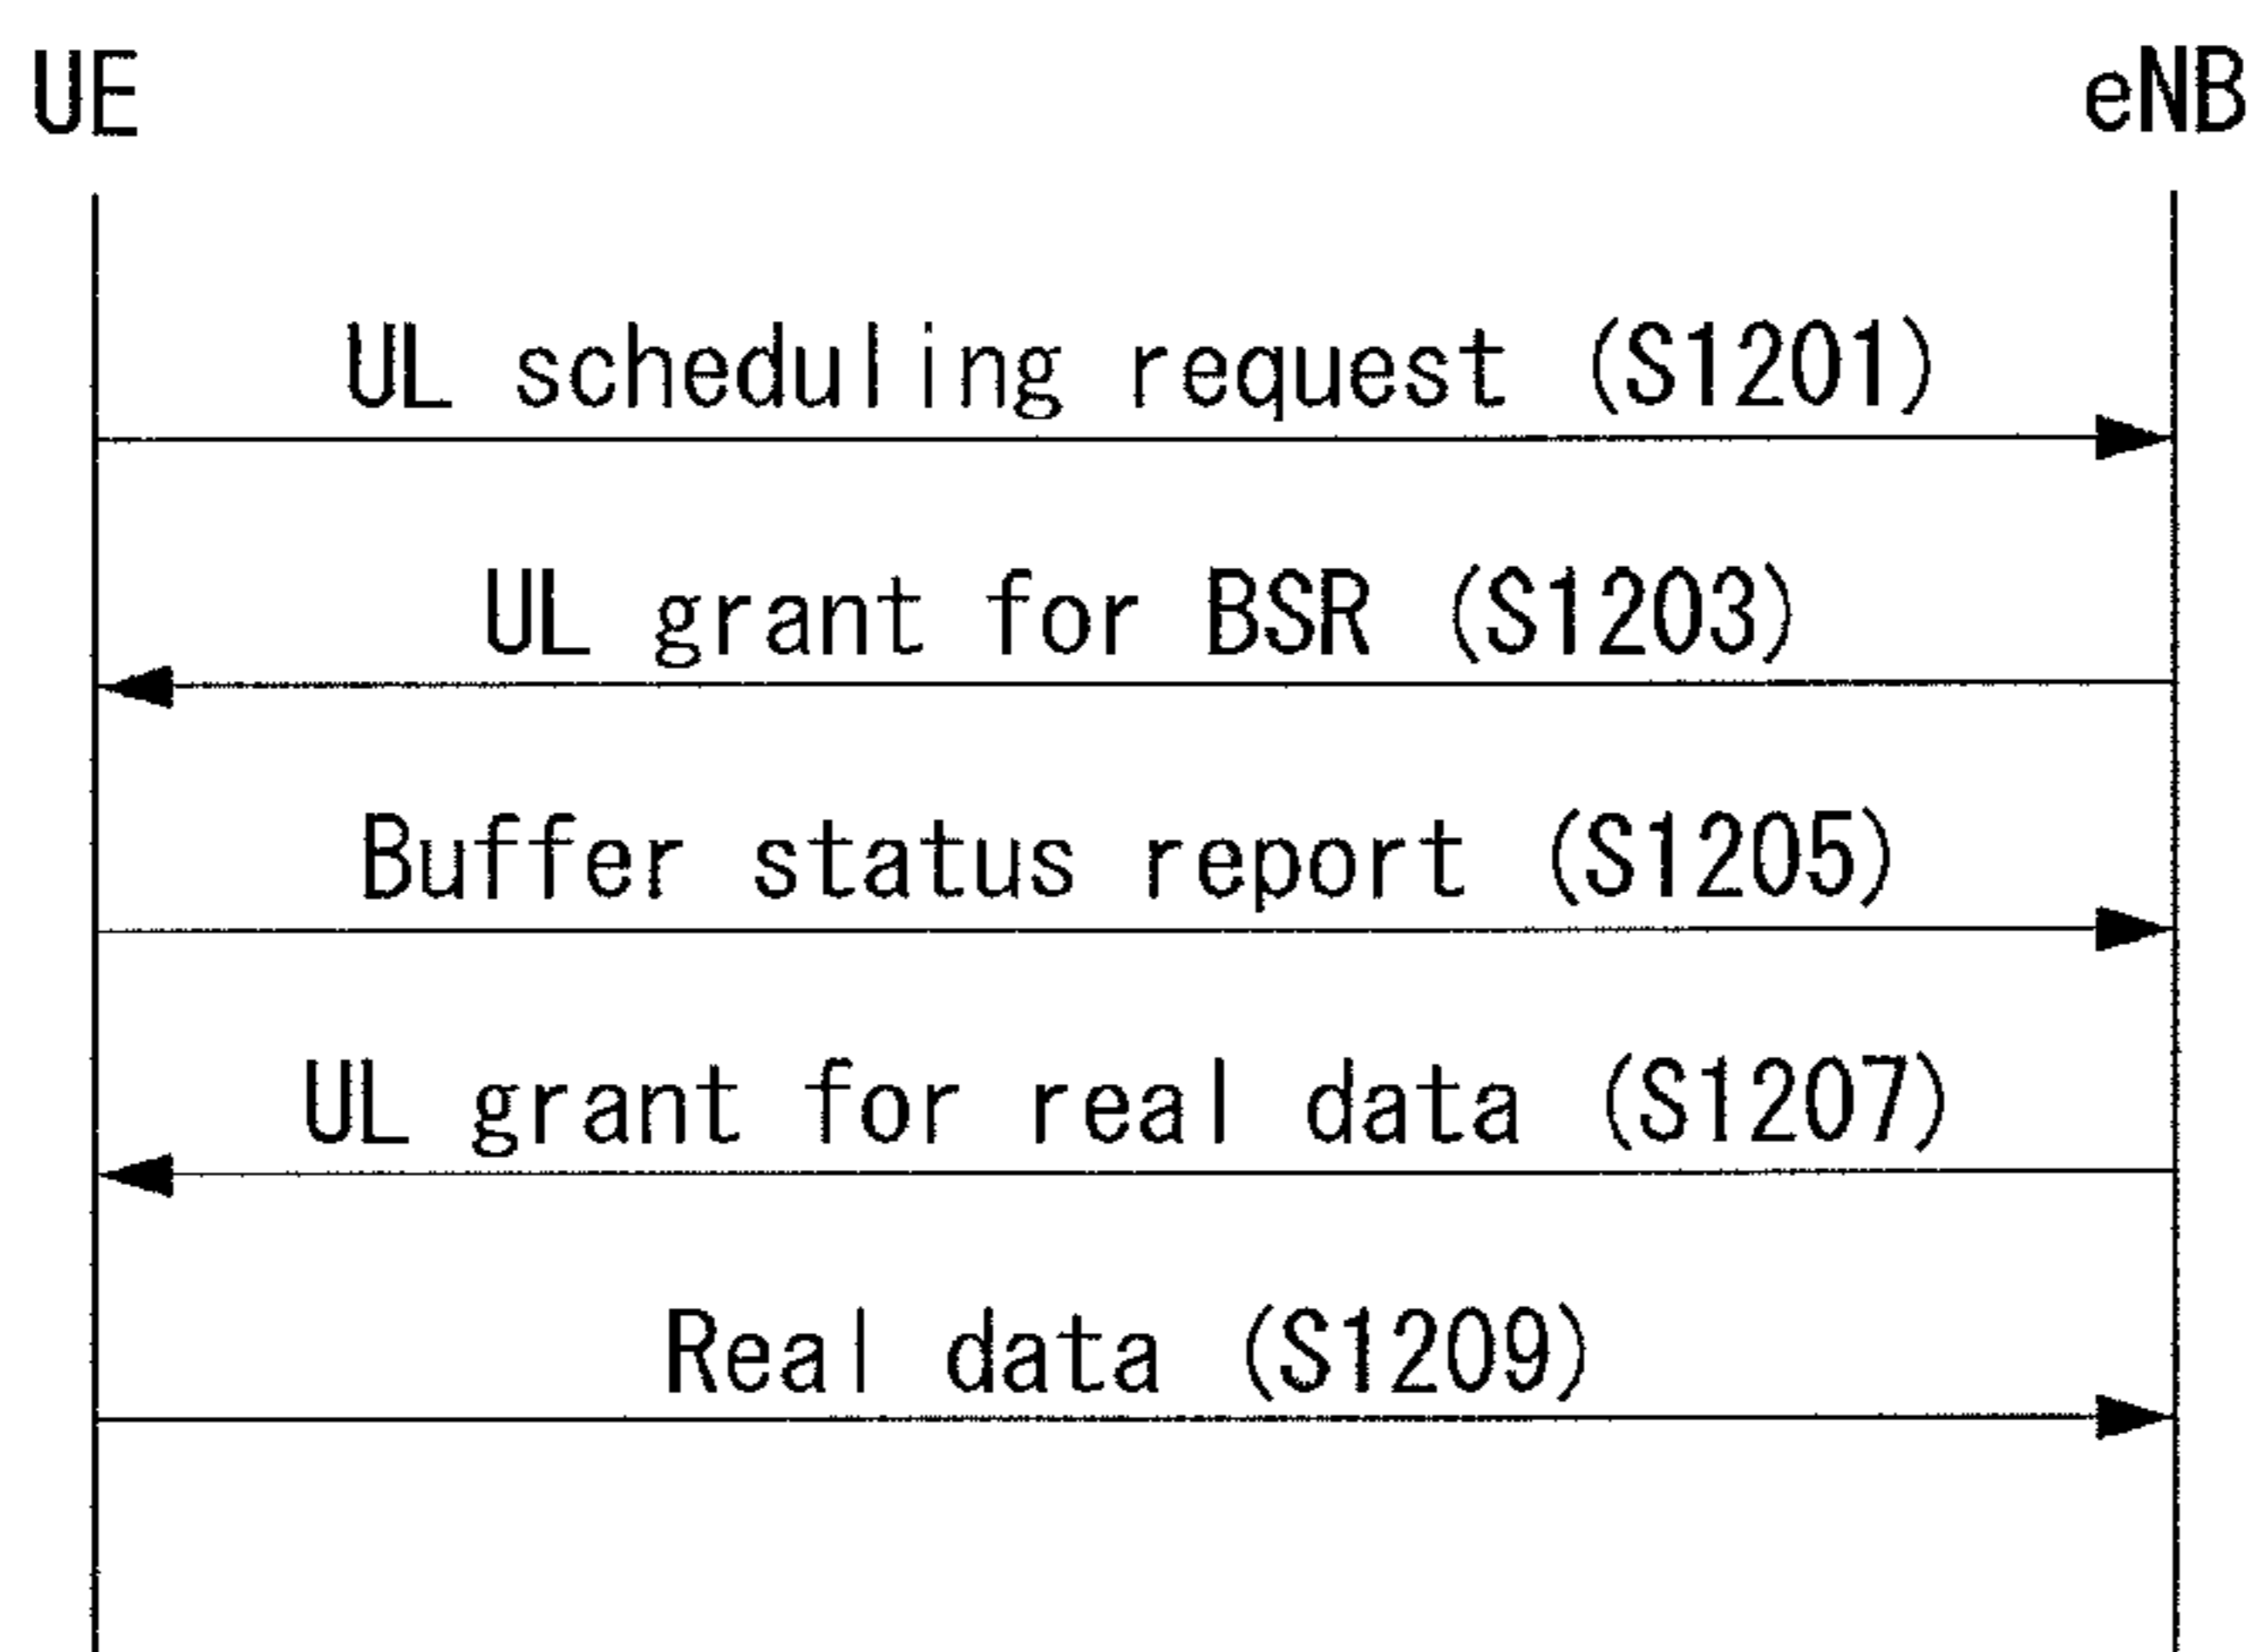 UE eNB
UL scheduling request (S1201)
UL grant for BSR (S1203)
Buffer status report (S1205)
UL grant for real data (S1207)
Real data (S1209)